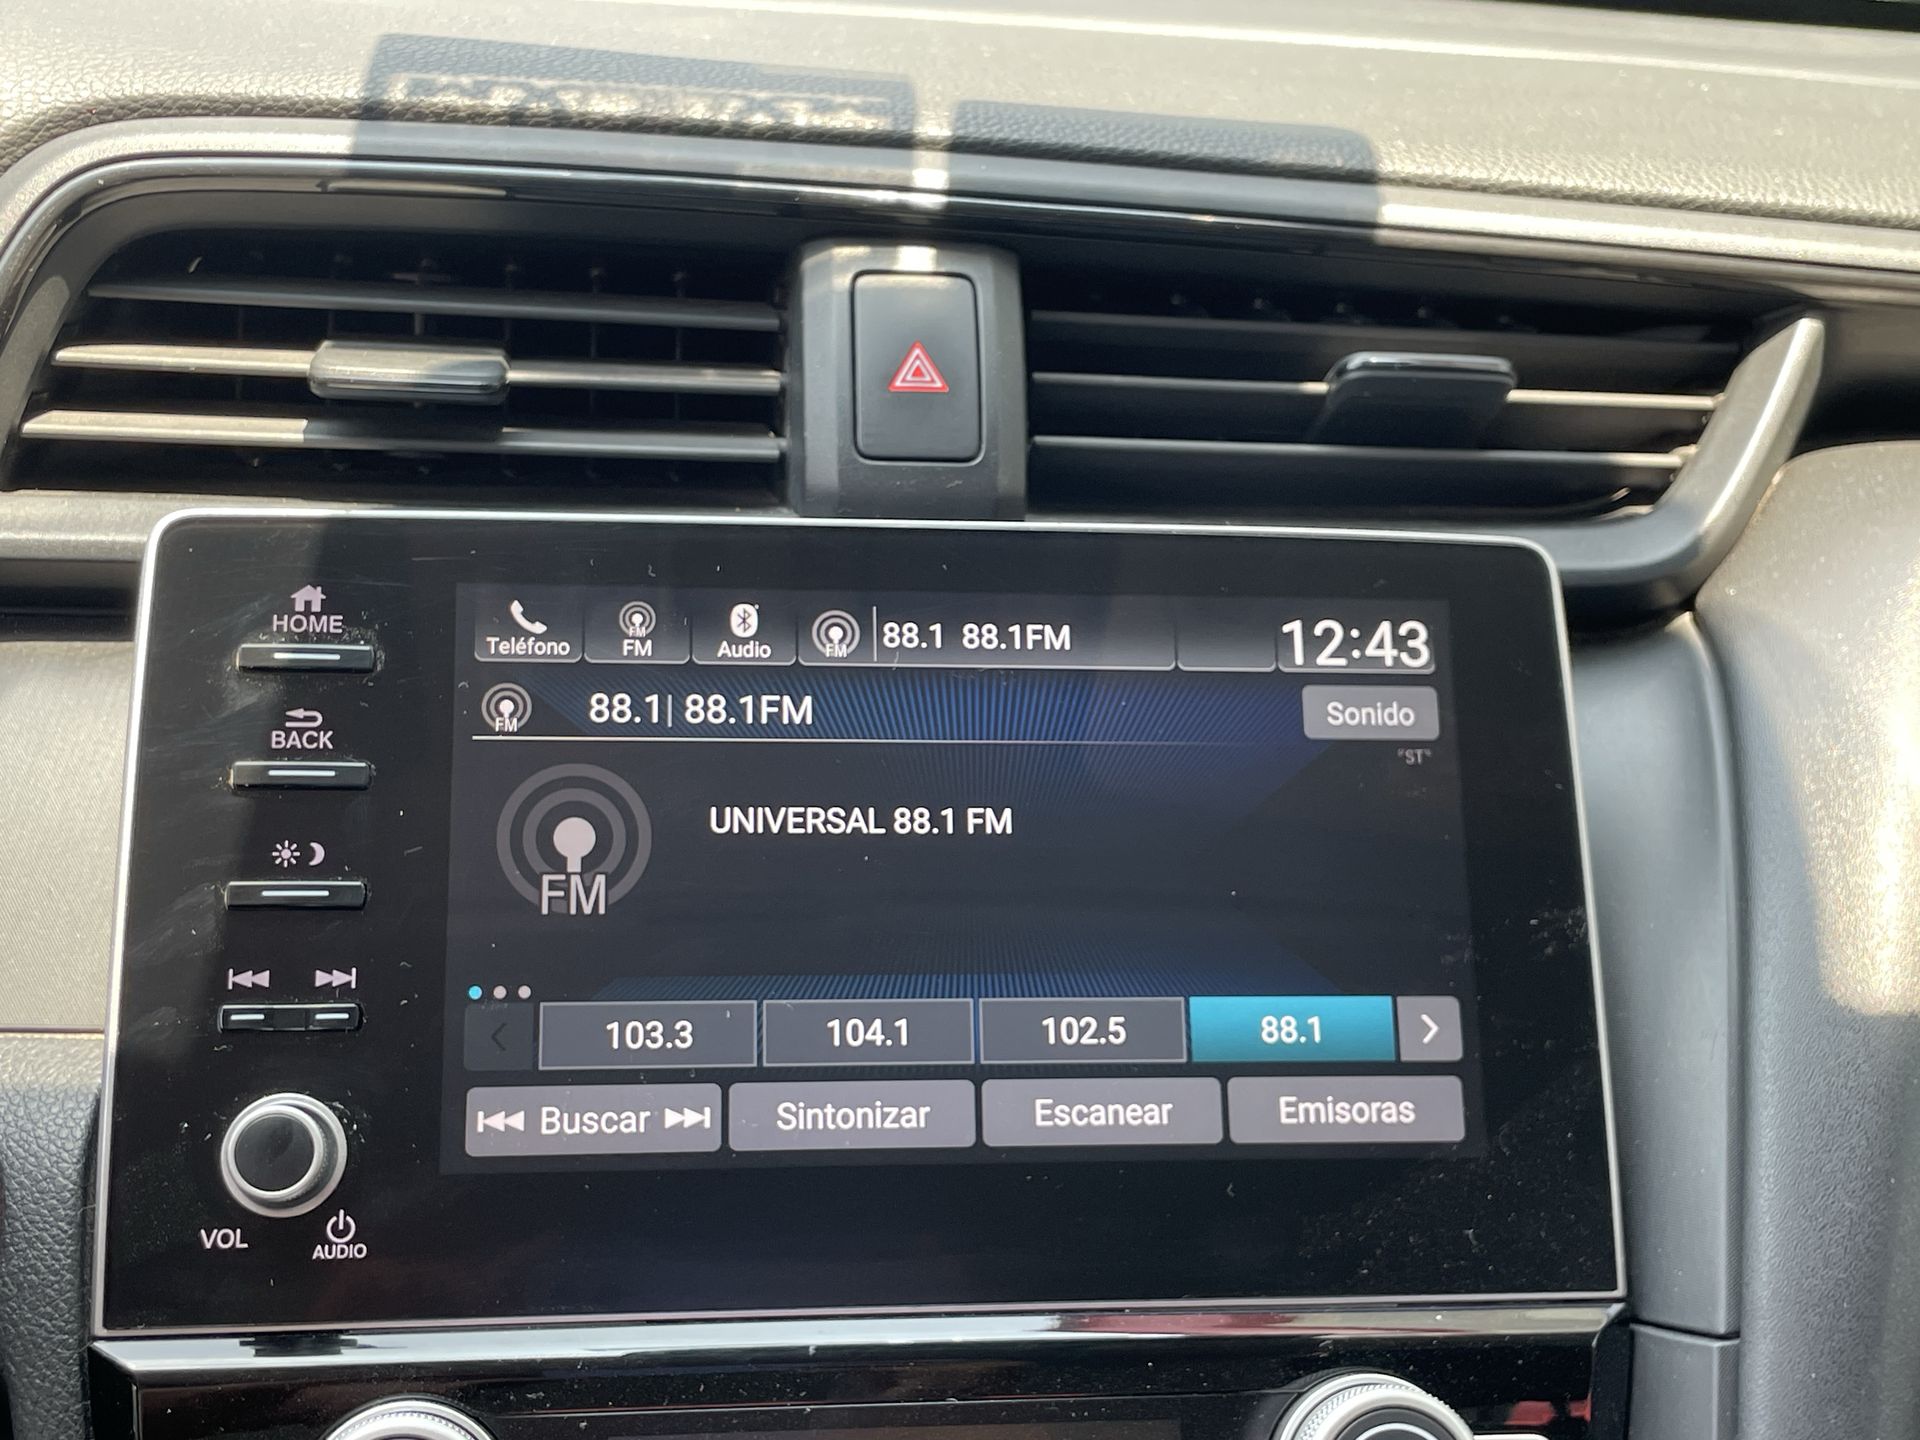 HOME
BACK
VOL
AUDIO
Teléfono
FM
FM
Audio
FM
88.1 88.1FM
12:43
FM
88.1| 88.1FM
Sonido
"ST"
FM
UNIVERSAL 88.1 FM
103.3
104.1
102.5
88.1
Buscar
Sintonizar
Escanear
Emisoras